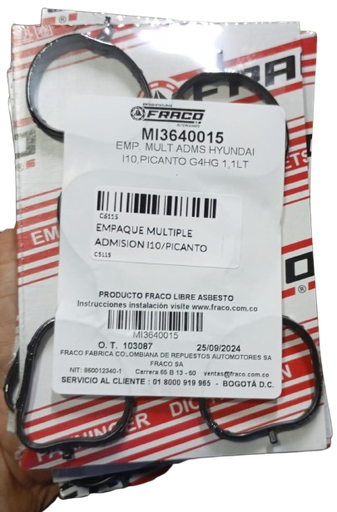 FRACO
MI3640015
EMP. MULT ADMS HYUNDAI
I10,PICANTO G4HG 1,1LT
EMPAQUE MULTIPLE
ADMISION I10/PICANTO
PRODUCTO FRACO LIBRE ASBESTO
Instrucciones instalación visite www.fraco.com.co
MI3640015
O. T. 103087 25/09/2024
FRACO FABRICA COLOMBIANA DE REPUESTOS AUTOMOTORES SA
FRACO SA
NIT: 860012340-1 Carrera 65 B 13 - 60 ventas@fraco.com.co
SERVICIO AL CLIENTE : 01 8000 919 965 - BOGOTÁ D.C.